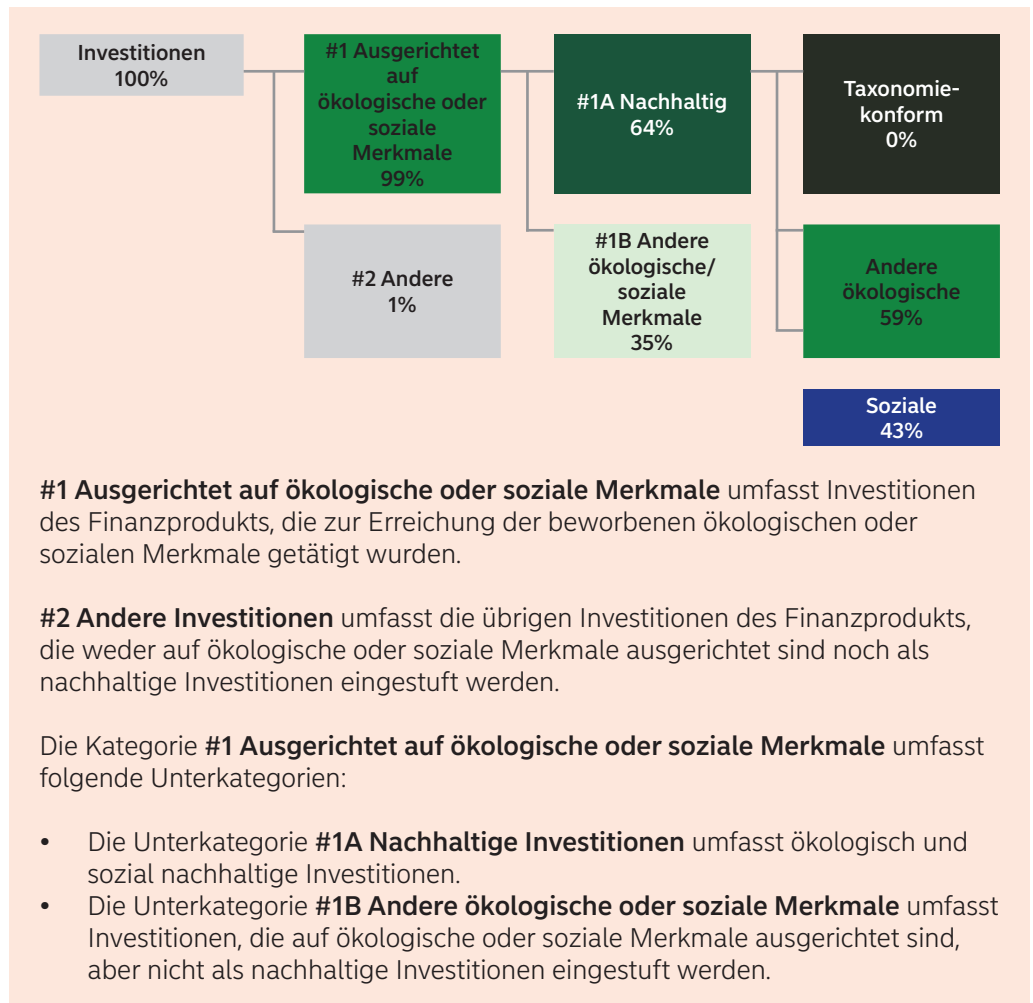 Investitionen
100%
#1 Ausgerichtet
auf
ökologische oder
soziale
Merkmale
99%
#1A Nachhaltig
64%
Taxonomie-
konform
0%
#2 Andere
1%
#1B Andere
ökologische/
soziale
Merkmale
35%
Andere
ökologische
59%
Soziale
43%
#1 Ausgerichtet auf ökologische oder soziale Merkmale umfasst Investitionen
des Finanzprodukts, die zur Erreichung der beworbenen ökologischen oder
sozialen Merkmale getätigt wurden.
#2 Andere Investitionen umfasst die übrigen Investitionen des Finanzprodukts,
die weder auf ökologische oder soziale Merkmale ausgerichtet sind noch als
nachhaltige Investitionen eingestuft werden.
Die Kategorie #1 Ausgerichtet auf ökologische oder soziale Merkmale umfasst
folgende Unterkategorien:
• Die Unterkategorie #1A Nachhaltige Investitionen umfasst ökologisch und
sozial nachhaltige Investitionen.
• Die Unterkategorie #1B Andere ökologische oder soziale Merkmale umfasst
Investitionen, die auf ökologische oder soziale Merkmale ausgerichtet sind,
aber nicht als nachhaltige Investitionen eingestuft werden.